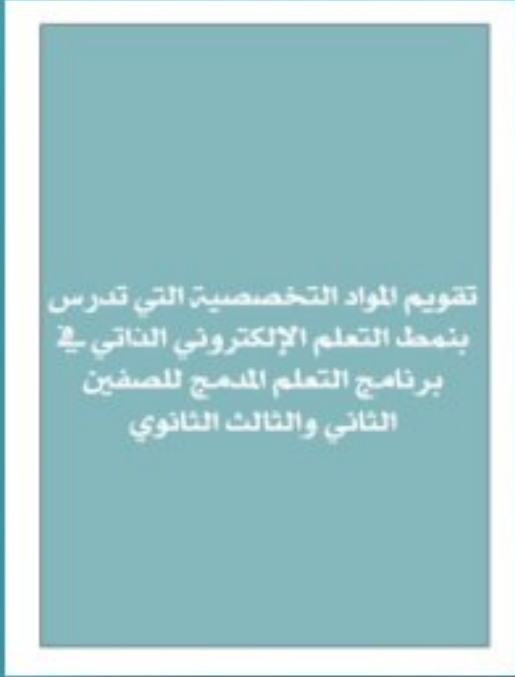 تقويم المواد التخصصية التي تدرس
بنمط التعلم الإلكتروني الذاتي في
برنامج التعلم المدمج للصفين
الثاني والثالث الثانوي